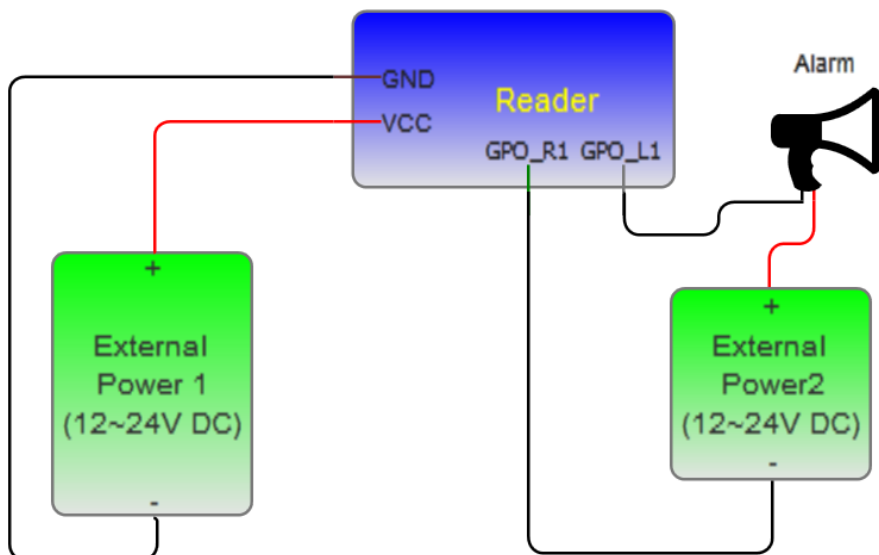 Alarm
GND
Reader
VCC
GPO_R1 GPO_L1
+
External
Power 1
(12~24V DC)
-
+
External
Power2
(12~24V DC)
-